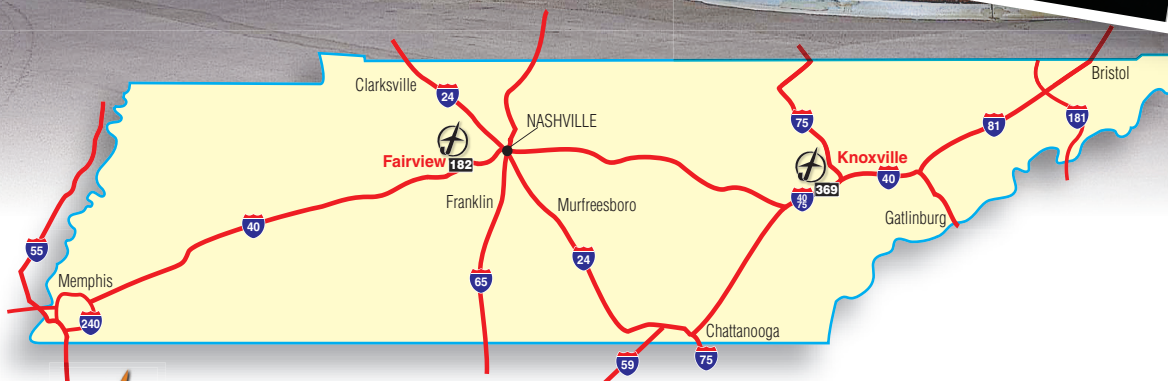 Bristol
Clarksville
24
75
181
81
NASHVILLE
Fairview 182
Knoxville
40
369
40
75
Franklin
Murfreesboro
Gatlinburg
40
55
24
65
Memphis
240
Chattanooga
59
75